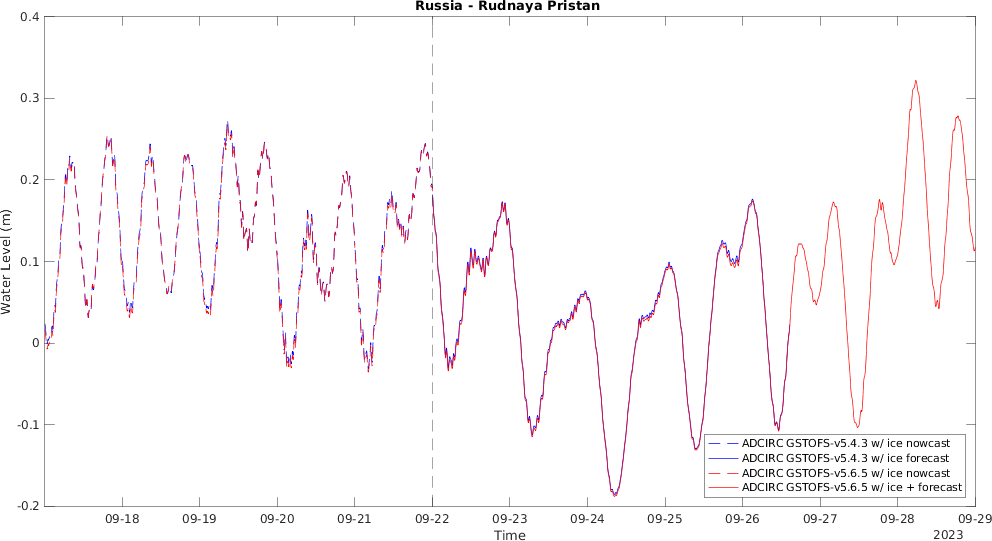 Russia - Rudnaya Pristan
0.4
0.3
0.2
0.1
0
-0.1
-0.2
Water Level (m)
ADCIRC GSTOFS-v5.4.3 w/ ice nowcast
ADCIRC GSTOFS-v5.4.3 w/ ice forecast
ADCIRC GSTOFS-v5.6.5 w/ ice nowcast
ADCIRC GSTOFS-v5.6.5 w/ ice + forecast
09-18 09-19 09-20 09-21 09-22 09-23 09-24 09-25 09-26 09-27 09-28 09-29
Time
2023